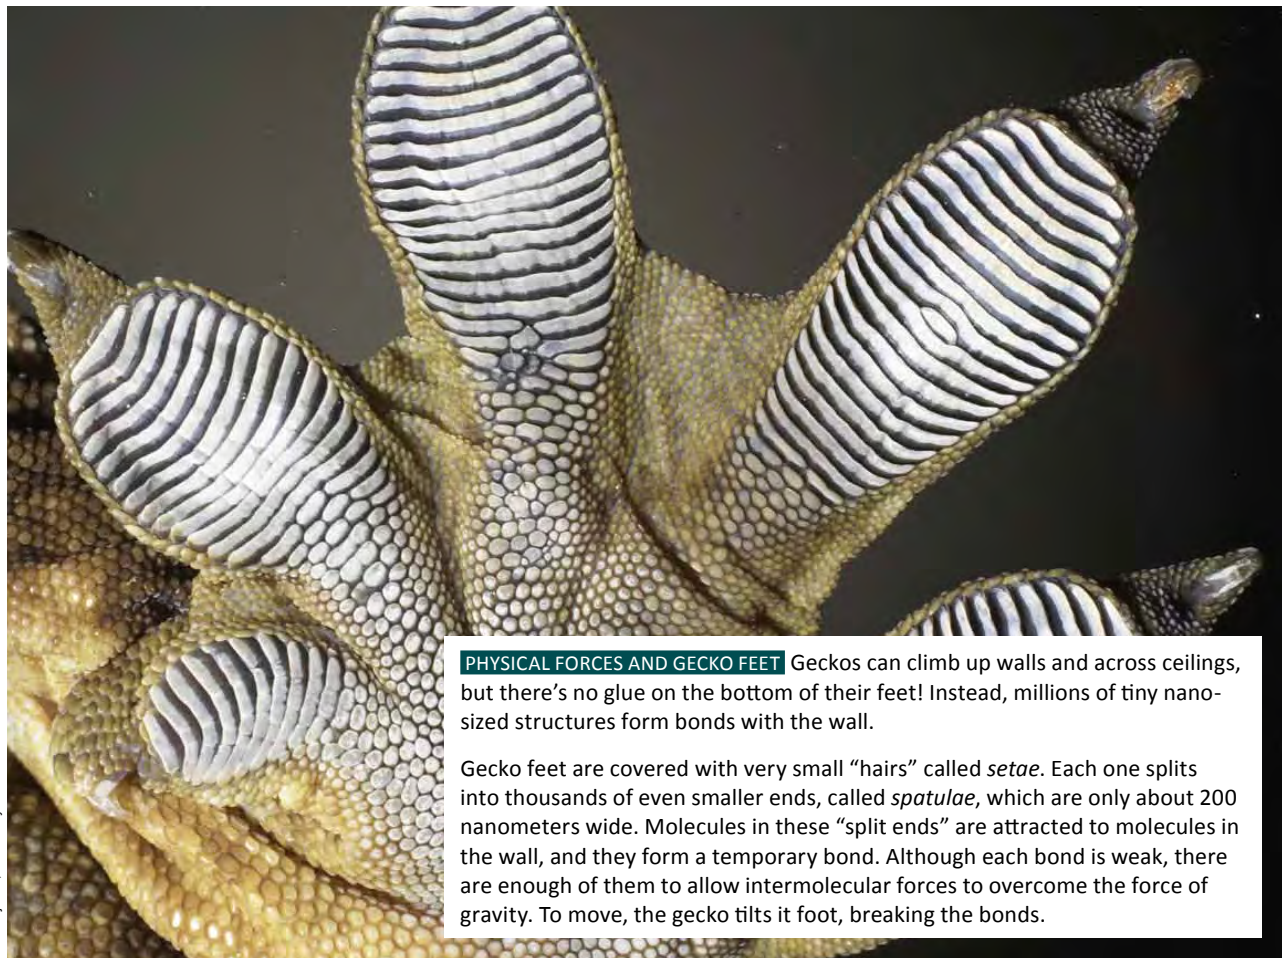 PHYSICAL FORCES AND GECKO FEET Geckos can climb up walls and across ceilings,
but there's no glue on the bottom of their feet! Instead, millions of tiny nano-
sized structures form bonds with the wall.
Gecko feet are covered with very small “hairs” called setae. Each one splits
into thousands of even smaller ends, called spatulae, which are only about 200
nanometers wide. Molecules in these “split ends” are attracted to molecules in
the wall, and they form a temporary bond. Although each bond is weak, there
are enough of them to allow intermolecular forces to overcome the force of
gravity. To move, the gecko tilts it foot, breaking the bonds.